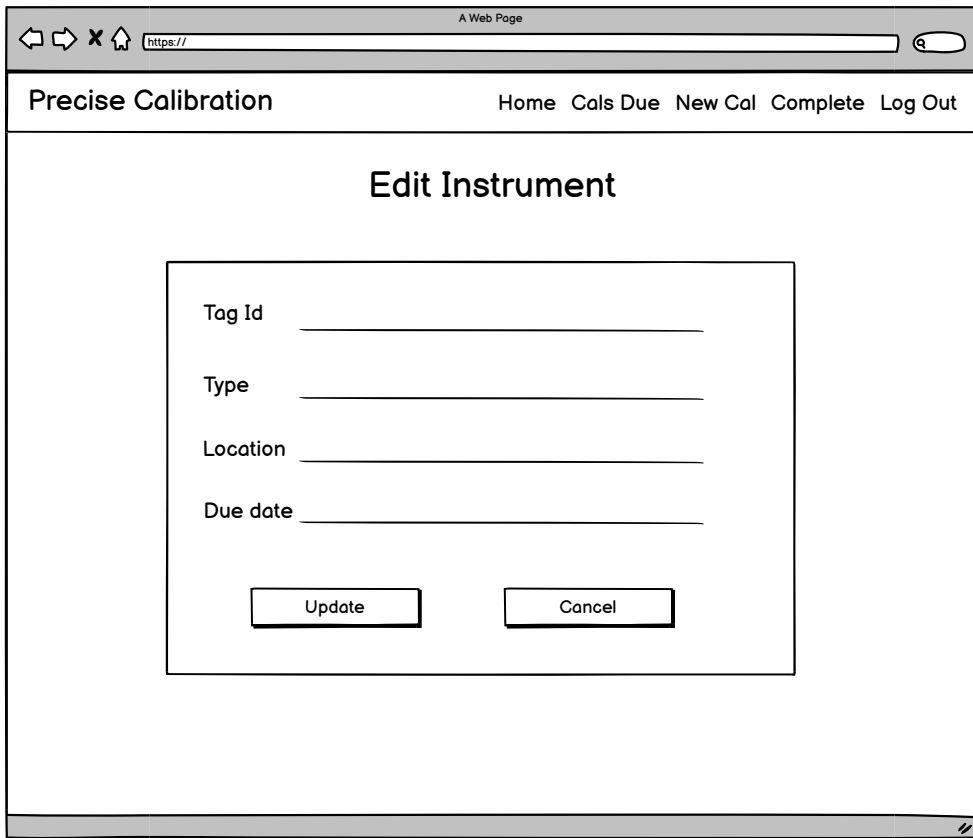 A Web Page
https://
Precise Calibration Home Cals Due New Cal Complete Log Out
Edit Instrument
Tag Id
Type
Location
Due date
Update Cancel